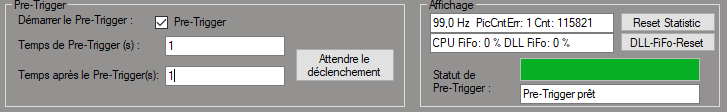 Pre-Trigger
Démarrer le Pre-Trigger :
Pre-Trigger
Temps de Pre-Trigger (s) :
1
Temps après le Pre-Trigger(s):
1
Attendre le
déclenchement
Affichage
99,0 Hz PicCntErr: 1 Cnt: 115821
Reset Statistic
CPU FiFo: 0 % DLL FiFo: 0 %
DLL-FiFo-Reset
Statut de
Pre-Trigger :
Pre-Trigger prêt